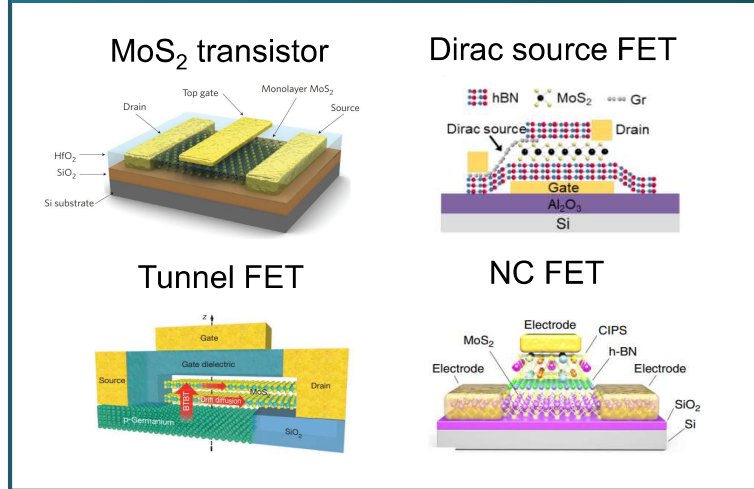 MoS₂ transistor
Top gate
Monolayer MoS₂
Drain
Source
HfO₂
SiO₂
Si substrate
Dirac source FET
hBN
MoS₂
Gr
Dirac source
Drain
Gate
Al₂O₃
Si
Tunnel FET
z
Gate
Gate dielectric
Source
MoS₂
Drain
BTBT
Drift diffusion
p-Germanium
SiO₂
NC FET
Electrode
CIPS
MoS₂
h-BN
Electrode
Electrode
SiO₂
Si